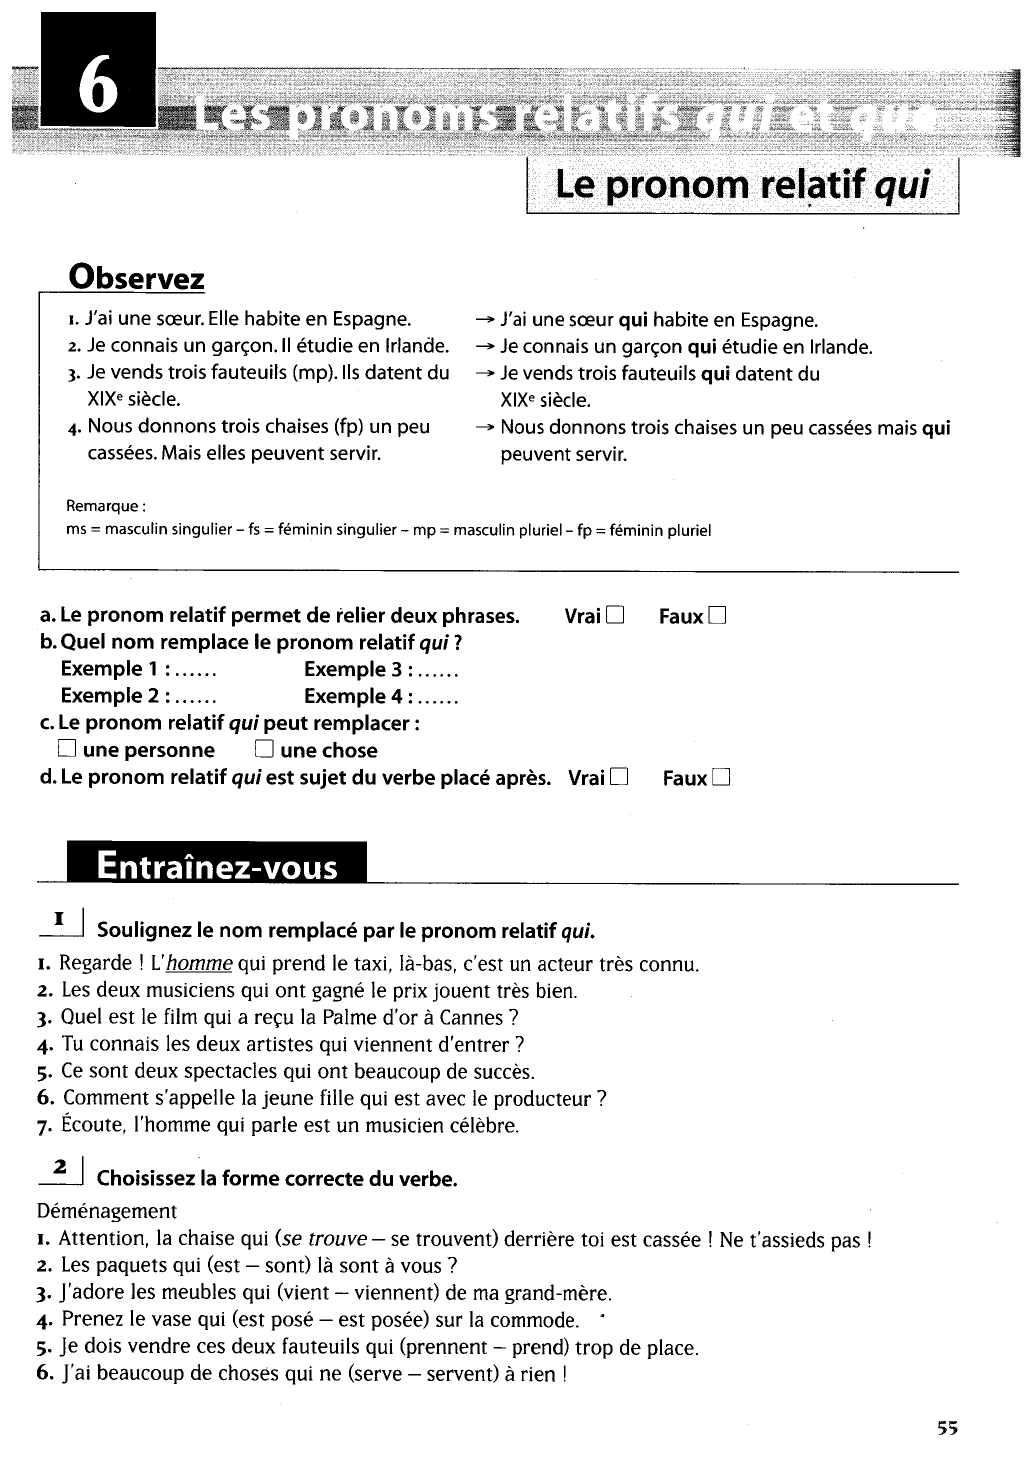 6
Les pronoms relatifs qui et que
Le pronom relatif qui
Observez
1. J'ai une sœur. Elle habite en Espagne. → J'ai une sœur qui habite en Espagne.
2. Je connais un garçon. Il étudie en Irlande. → Je connais un garçon qui étudie en Irlande.
3. Je vends trois fauteuils (mp). Ils datent du → Je vends trois fauteuils qui datent du
XIXe siècle. XIXe siècle.
4. Nous donnons trois chaises (fp) un peu → Nous donnons trois chaises un peu cassées mais qui
cassées. Mais elles peuvent servir. peuvent servir.
Remarque :
ms = masculin singulier – fs = féminin singulier – mp = masculin pluriel – fp = féminin pluriel
a. Le pronom relatif permet de relier deux phrases. Vrai □ Faux □
b. Quel nom remplace le pronom relatif qui ?
Exemple 1 : ...... Exemple 3 : ......
Exemple 2 : ...... Exemple 4 : ......
c. Le pronom relatif qui peut remplacer :
□ une personne □ une chose
d. Le pronom relatif qui est sujet du verbe placé après. Vrai □ Faux □
Entraînez-vous
1 Soulignez le nom remplacé par le pronom relatif qui.
1. Regarde ! L'homme qui prend le taxi, là-bas, c'est un acteur très connu.
2. Les deux musiciens qui ont gagné le prix jouent très bien.
3. Quel est le film qui a reçu la Palme d'or à Cannes ?
4. Tu connais les deux artistes qui viennent d'entrer ?
5. Ce sont deux spectacles qui ont beaucoup de succès.
6. Comment s'appelle la jeune fille qui est avec le producteur ?
7. Écoute, l'homme qui parle est un musicien célèbre.
2 Choisissez la forme correcte du verbe.
Déménagement
1. Attention, la chaise qui (se trouve – se trouvent) derrière toi est cassée ! Ne t'assieds pas !
2. Les paquets qui (est – sont) là sont à vous ?
3. J'adore les meubles qui (vient – viennent) de ma grand-mère.
4. Prenez le vase qui (est posé – est posée) sur la commode.
5. Je dois vendre ces deux fauteuils qui (prennent – prend) trop de place.
6. J'ai beaucoup de choses qui ne (serve – servent) à rien !
55